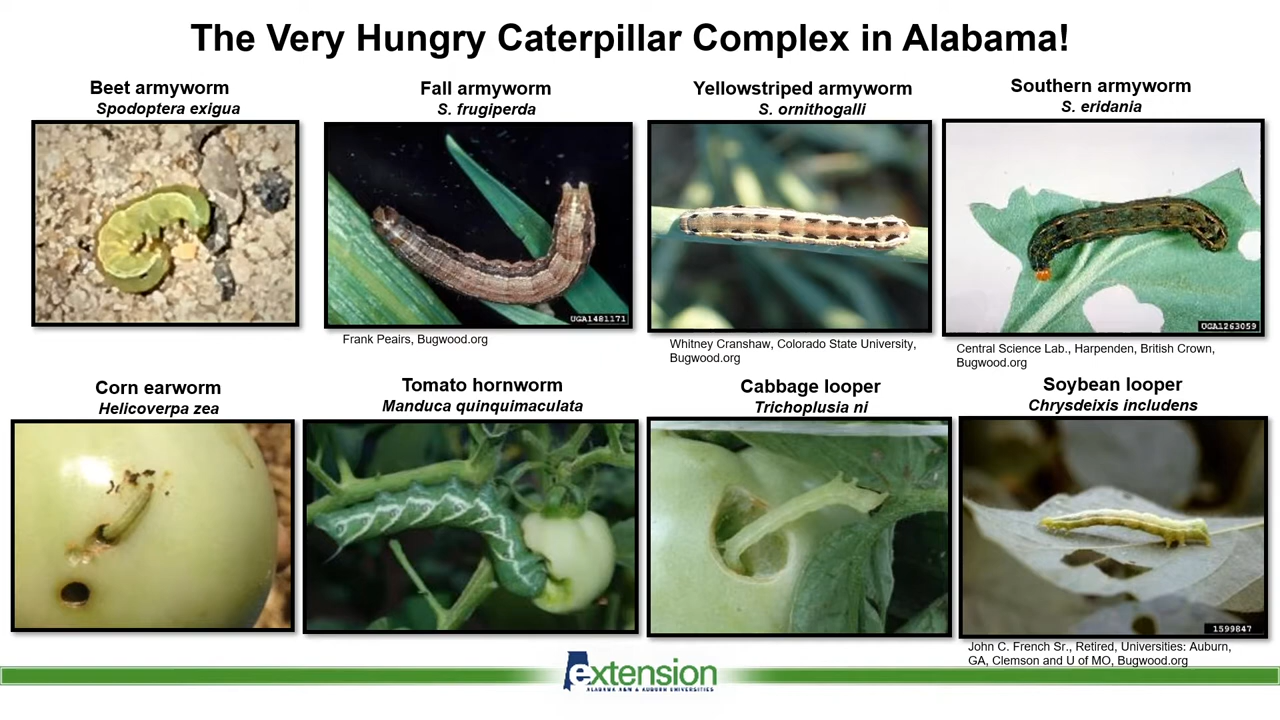 The Very Hungry Caterpillar Complex in Alabama!
Beet armyworm
Spodoptera exigua
Fall armyworm
S. frugiperda
Yellowstriped armyworm
S. ornithogalli
Southern armyworm
S. eridania
UGA1481171
UGA1263059
Frank Peairs, Bugwood.org
Whitney Cranshaw, Colorado State University,
Bugwood.org
Central Science Lab., Harpenden, British Crown,
Bugwood.org
Corn earworm
Helicoverpa zea
Tomato hornworm
Manduca quinquimaculata
Cabbage looper
Trichoplusia ni
Soybean looper
Chrysdeixis includens
1599847
John C. French Sr., Retired, Universities: Auburn,
GA, Clemson and U of MO, Bugwood.org
extension
ALABAMA A&M & AUBURN UNIVERSITIES